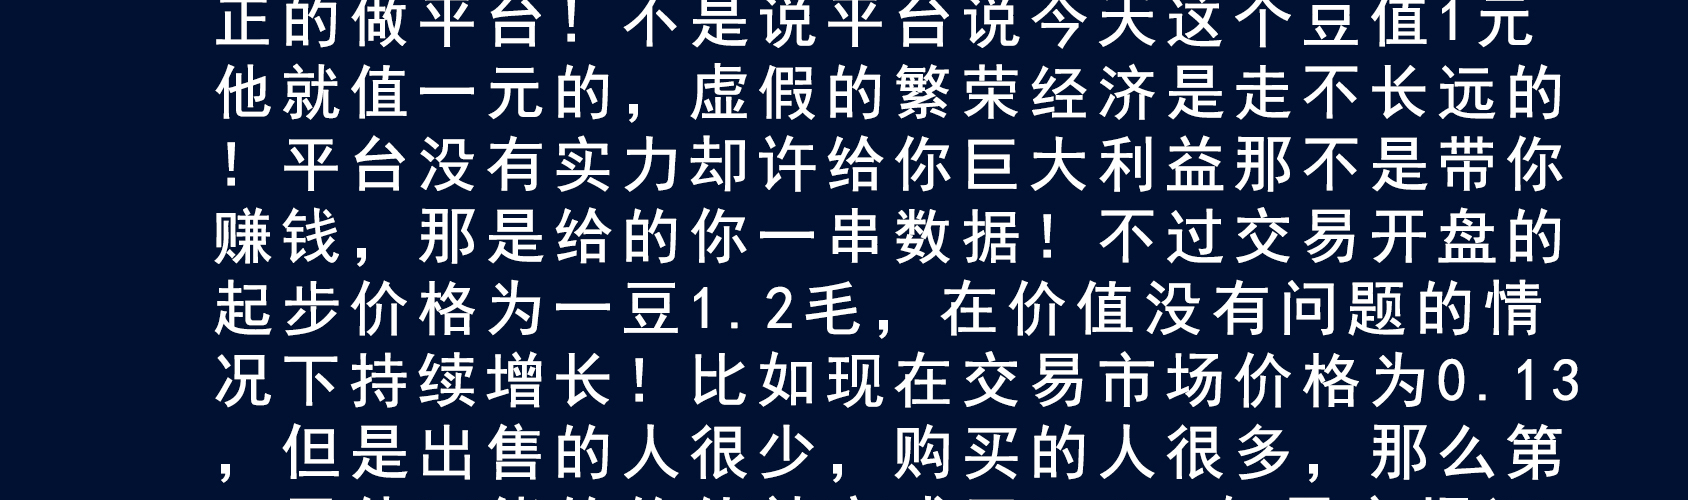 正的做平台！不是说平台说今天这个豆值1元
他就值一元的，虚假的繁荣经济是走不长远的
！平台没有实力却许给你巨大利益那不是带你
赚钱，那是给的你一串数据！不过交易开盘的
起步价格为一豆1.2毛，在价值没有问题的情
况下持续增长！比如现在交易市场价格为0.13
，但是出售的人很少，购买的人很多，那么第